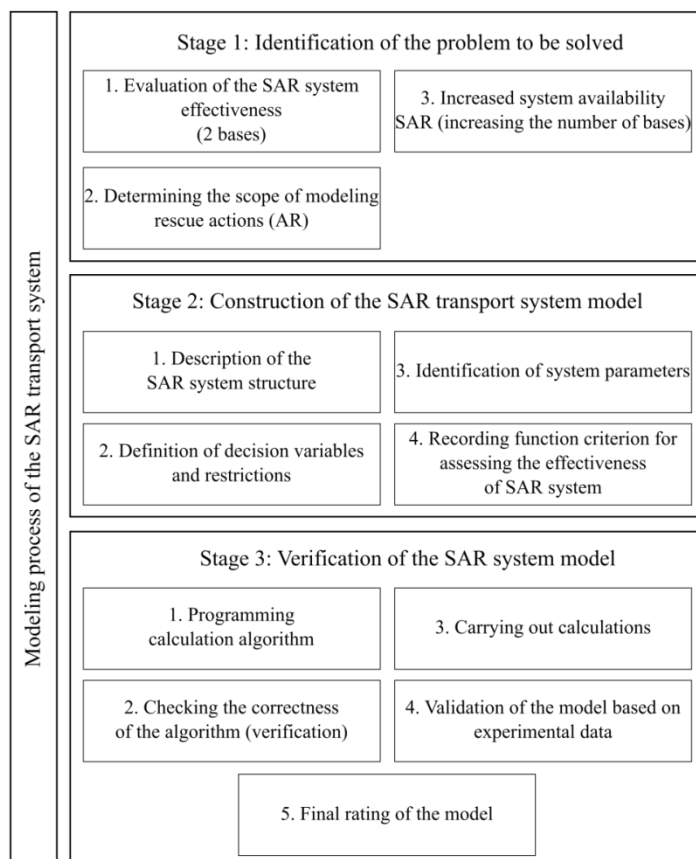 Modeling process of the SAR transport system
Stage 1: Identification of the problem to be solved
1. Evaluation of the SAR system
effectiveness
(2 bases)
2. Determining the scope of modeling
rescue actions (AR)
3. Increased system availability
SAR (increasing the number of bases)
Stage 2: Construction of the SAR transport system model
1. Description of the
SAR system structure
2. Definition of decision variables
and restrictions
3. Identification of system parameters
4. Recording function criterion for
assessing the effectiveness
of SAR system
Stage 3: Verification of the SAR system model
1. Programming
calculation algorithm
2. Checking the correctness
of the algorithm (verification)
3. Carrying out calculations
4. Validation of the model based on
experimental data
5. Final rating of the model